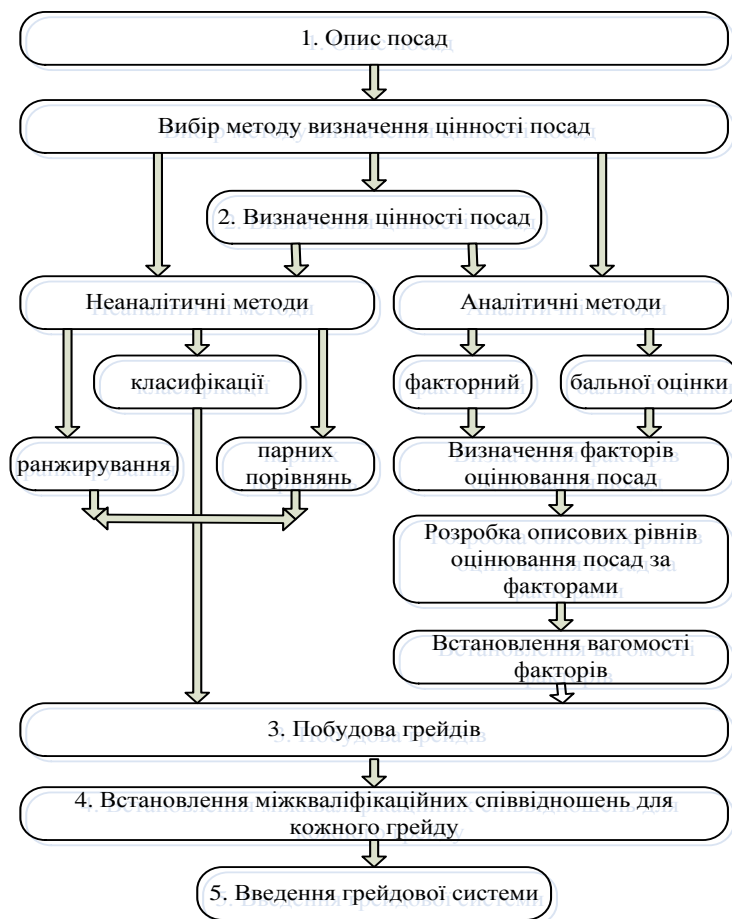 1. Опис посад
Вибір методу визначення цінності посад
2. Визначення цінності посад
Неаналітичні методи
Аналітичні методи
класифікації
факторний
бальної оцінки
ранжирування
парних
порівнянь
Визначення факторів
оцінювання посад
Розробка описових рівнів
оцінювання посад за
факторами
Встановлення вагомості
факторів
3. Побудова грейдів
4. Встановлення міжкваліфікаційних співвідношень для
кожного грейду
5. Введення грейдової системи